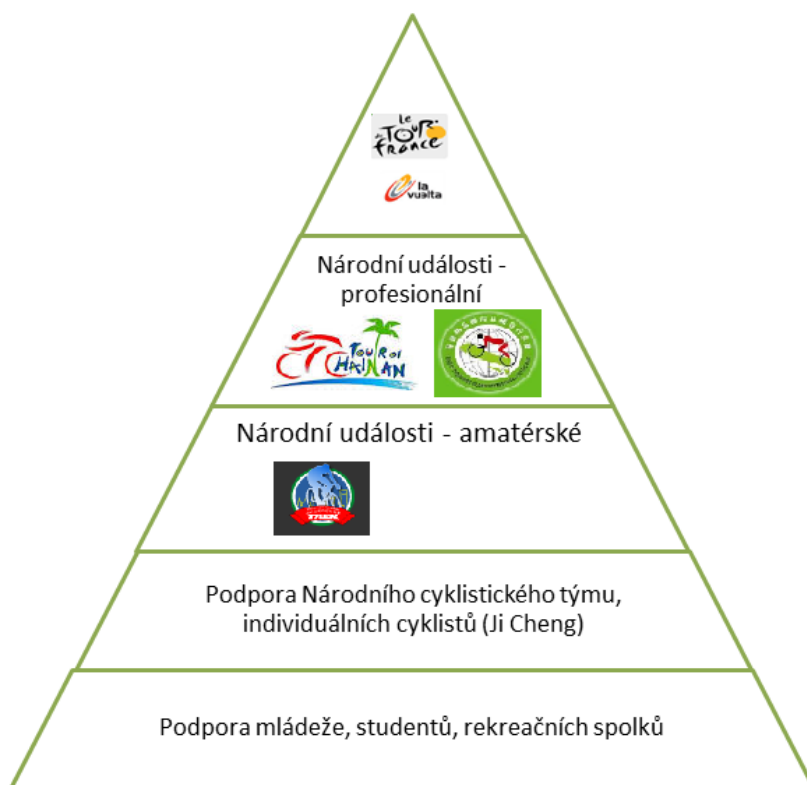 le
TOUR
de
FRANCE
la
vuelta
Národní události -
profesionální
TOUR OF
HAINAN
Národní události - amatérské
Podpora Národního cyklistického týmu,
individuálních cyklistů (Ji Cheng)
Podpora mládeže, studentů, rekreačních spolků